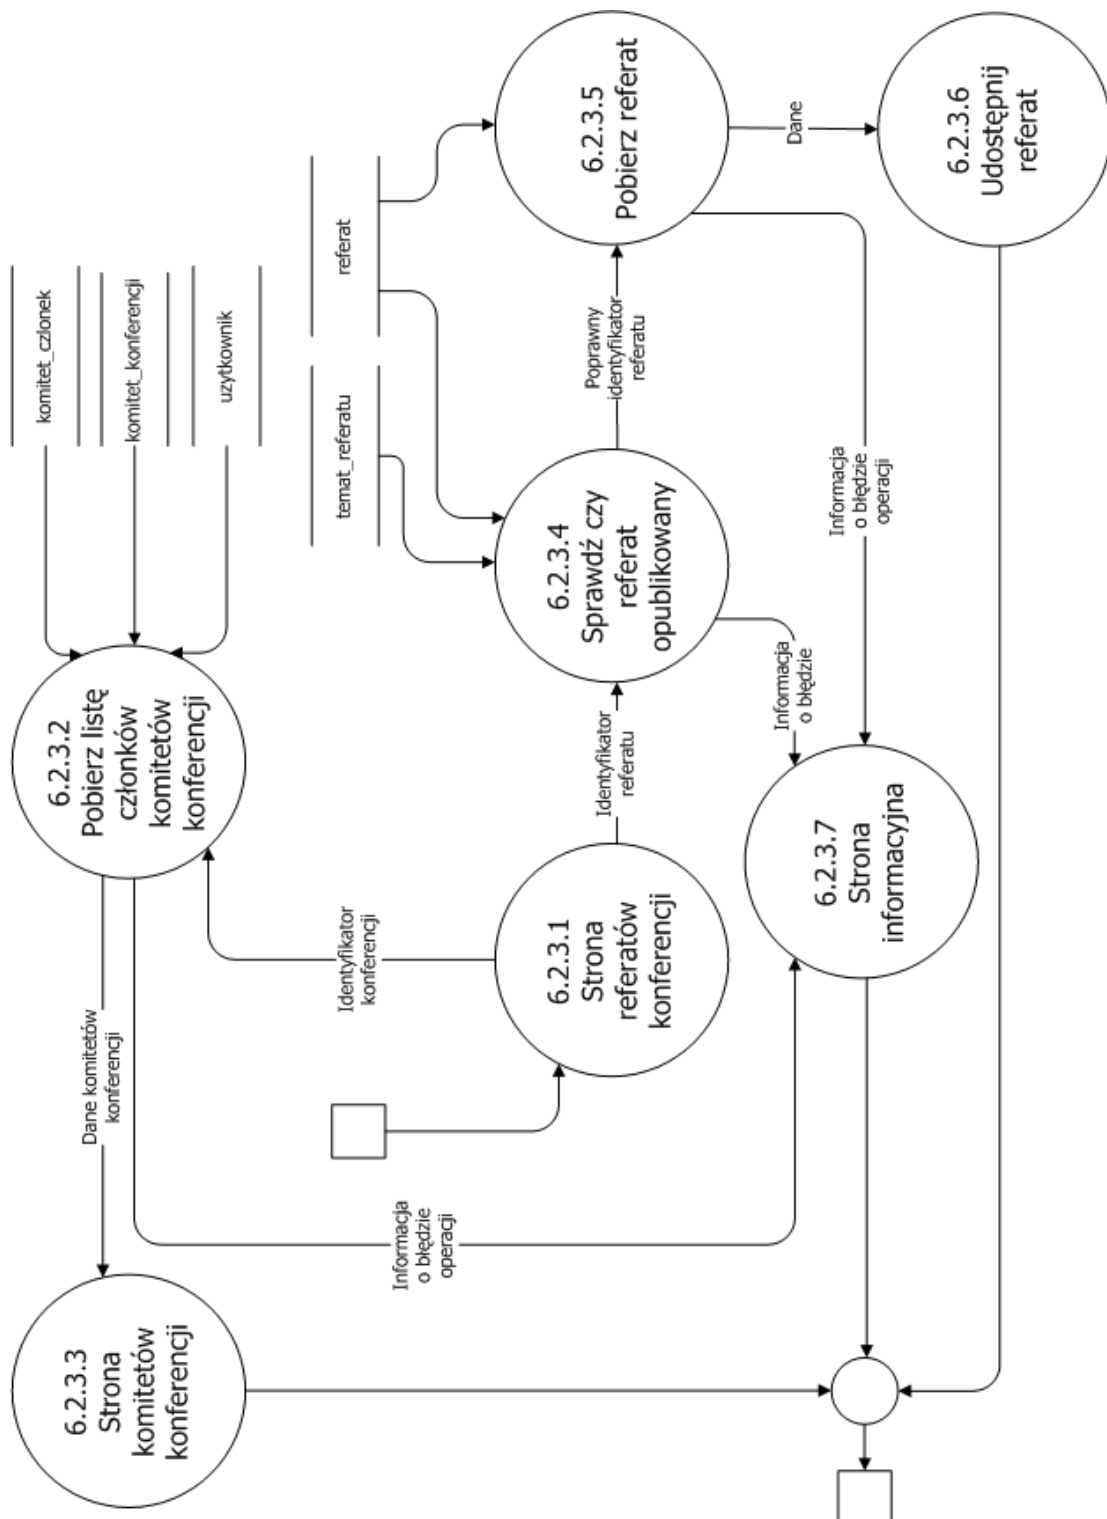 6.2.3.3
Strona
komitetów
konferencji
Dane komitetów
konferencji
6.2.3.2
Pobierz listę
członków
komitetów
konferencji
komitet_czlonek
komitet_konferencji
uzytkownik
Informacja
o błędzie
operacji
Identyfikator
konferencji
temat_referatu
referat
6.2.3.1
Strona
referatów
konferencji
Identyfikator
referatu
6.2.3.4
Sprawdź czy
referat
opublikowany
Poprawny
identyfikator
referatu
6.2.3.5
Pobierz referat
Informacja
o błędzie
Dane
6.2.3.7
Strona
informacyjna
Informacja
o błędzie
operacji
6.2.3.6
Udostępnij
referat